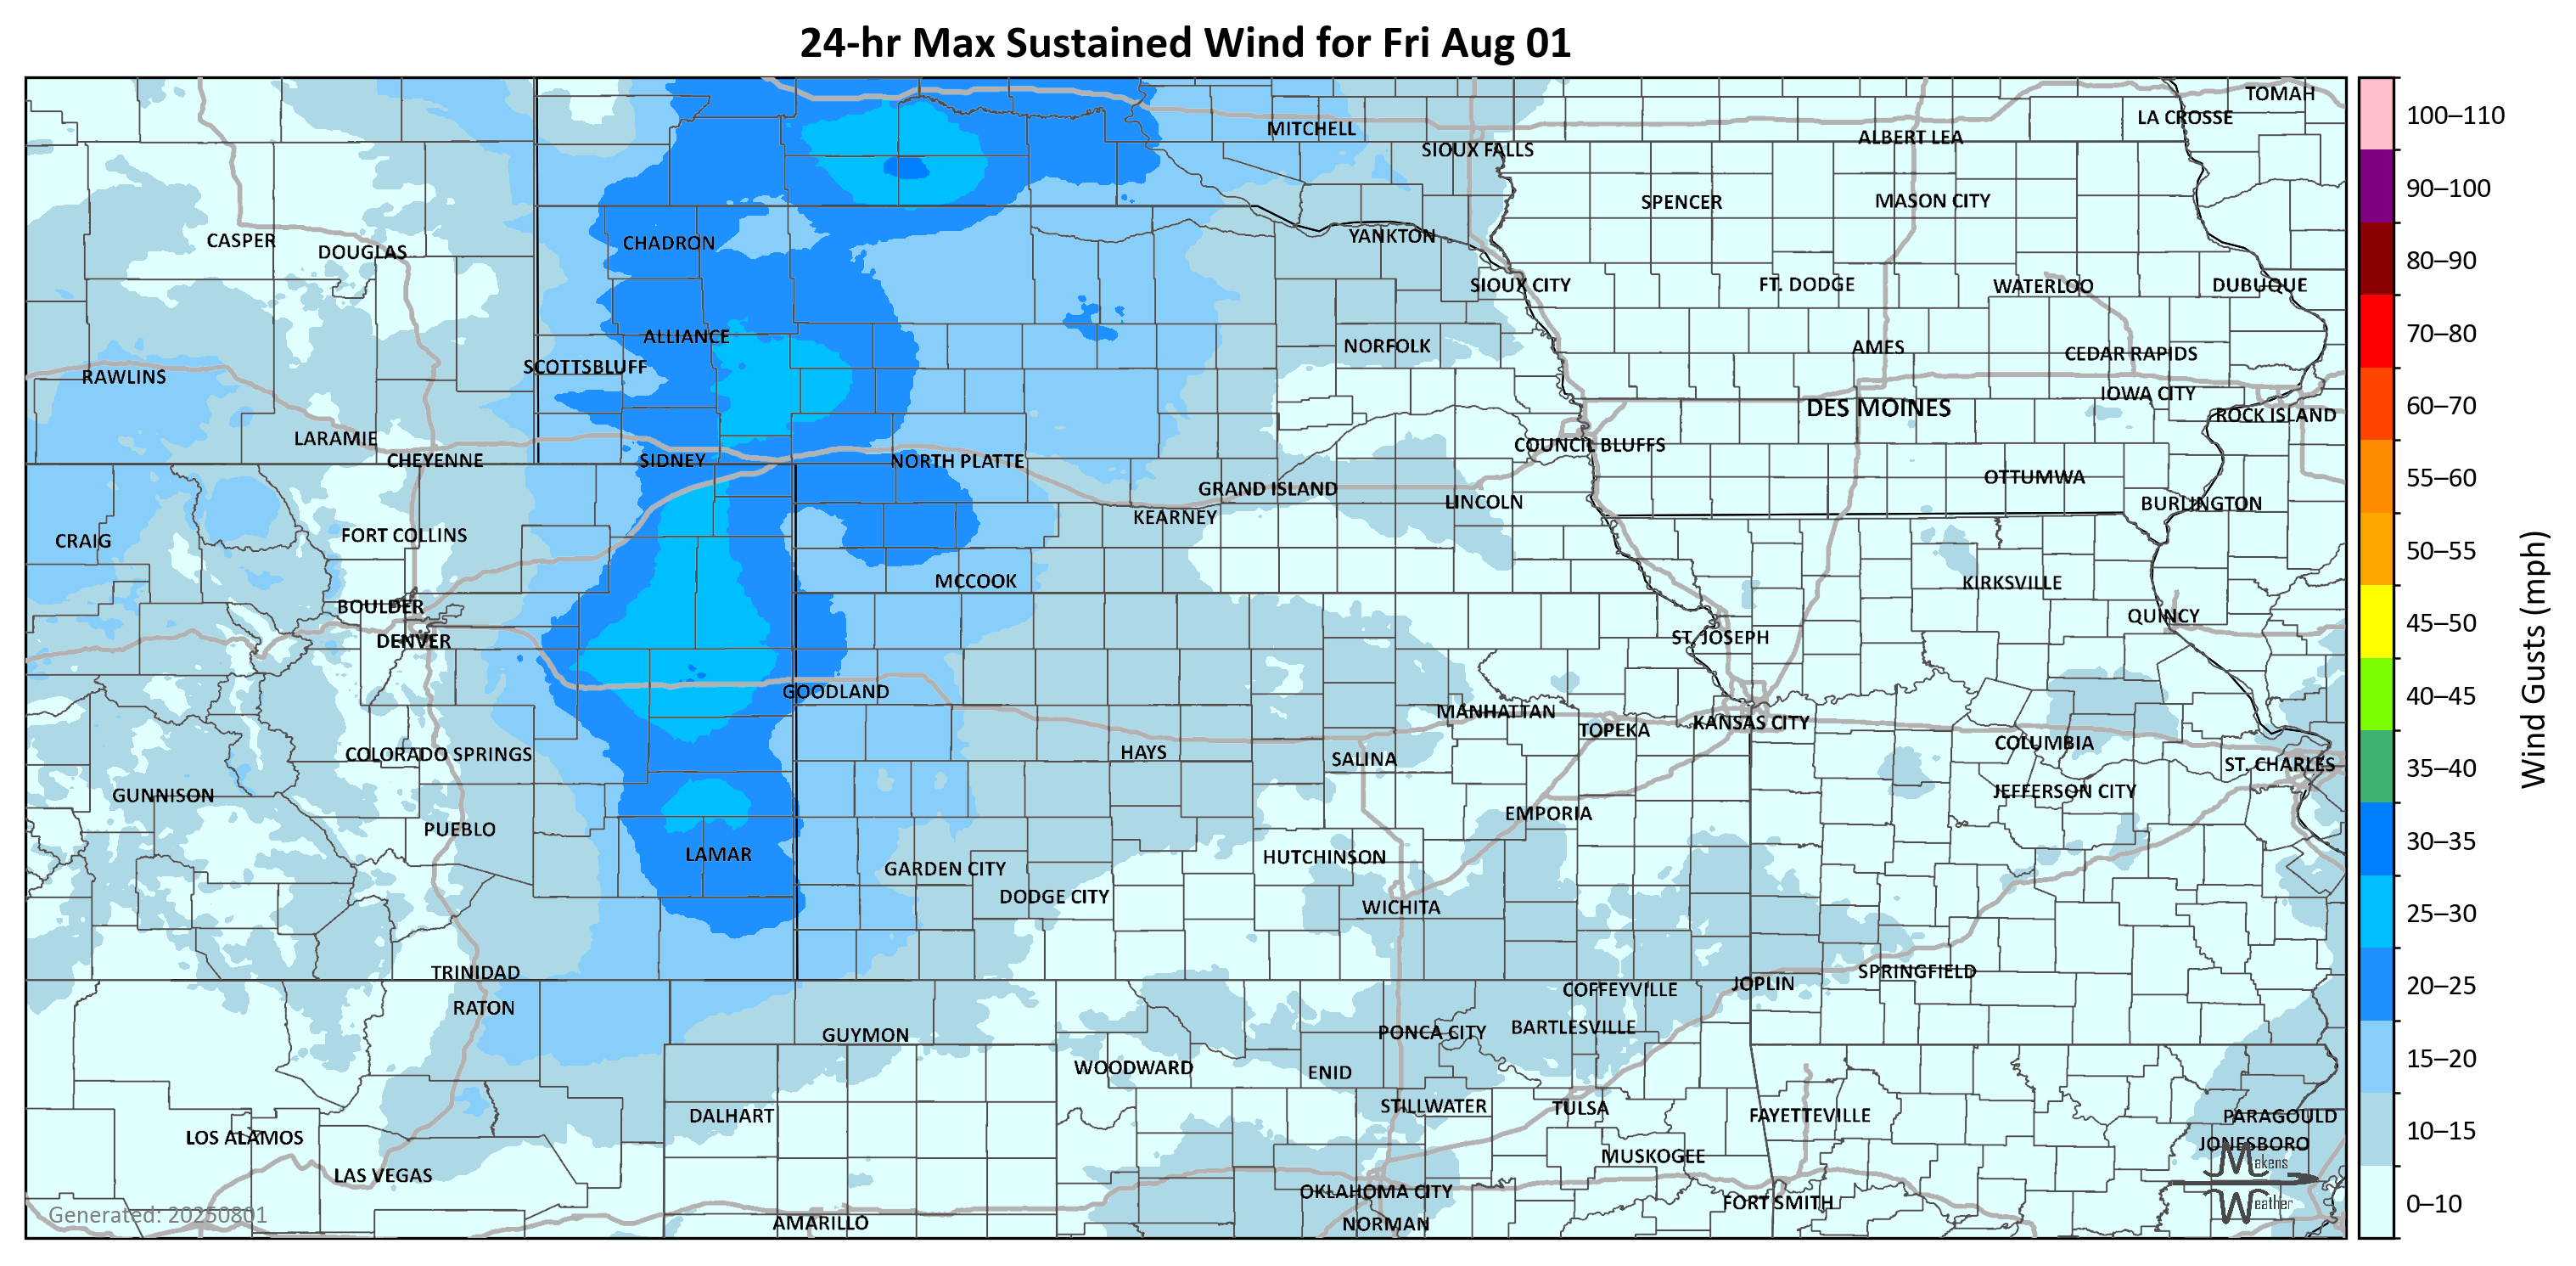 24-hr Max Sustained Wind for Fri Aug 01
TOMAH
LA CROSSE
MITCHELL
ALBERT LEA
SIOUX FALLS
SPENCER
MASON CITY
CASPER
DOUGLAS
CHADRON
YANKTON
SIOUX CITY
FT. DODGE
WATERLOO
DUBUQUE
ALLIANCE
NORFOLK
AMES
CEDAR RAPIDS
SCOTTSBLUFF
RAWLINS
IOWA CITY
DES MOINES
ROCK ISLAND
LARAMIE
COUNCIL BLUFFS
CHEYENNE
SIDNEY
NORTH PLATTE
OTTUMWA
GRAND ISLAND
LINCOLN
BURLINGTON
KEARNEY
CRAIG
FORT COLLINS
MCCOOK
KIRKSVILLE
BOULDER
QUINCY
DENVER
ST. JOSEPH
GOODLAND
MANHATTAN
TOPEKA
KANSAS CITY
COLUMBIA
COLORADO SPRINGS
HAYS
SALINA
ST. CHARLES
GUNNISON
JEFFERSON CITY
EMPORIA
PUEBLO
LAMAR
HUTCHINSON
GARDEN CITY
DODGE CITY
WICHITA
TRINIDAD
SPRINGFIELD
JOPLIN
COFFEYVILLE
RATON
GUYMON
PONCA CITY
BARTLESVILLE
WOODWARD
ENID
STILLWATER
TULSA
DALHART
FAYETTEVILLE
PARAGOULD
LOS ALAMOS
JONESBORO
MUSKOGEE
LAS VEGAS
OKLAHOMA CITY
FORT SMITH
AMARILLO
NORMAN
Generated: 20250801
Makens
Weather
100–110
90–100
80–90
70–80
60–70
55–60
50–55
45–50
40–45
35–40
30–35
25–30
20–25
15–20
10–15
0–10
Wind Gusts (mph)